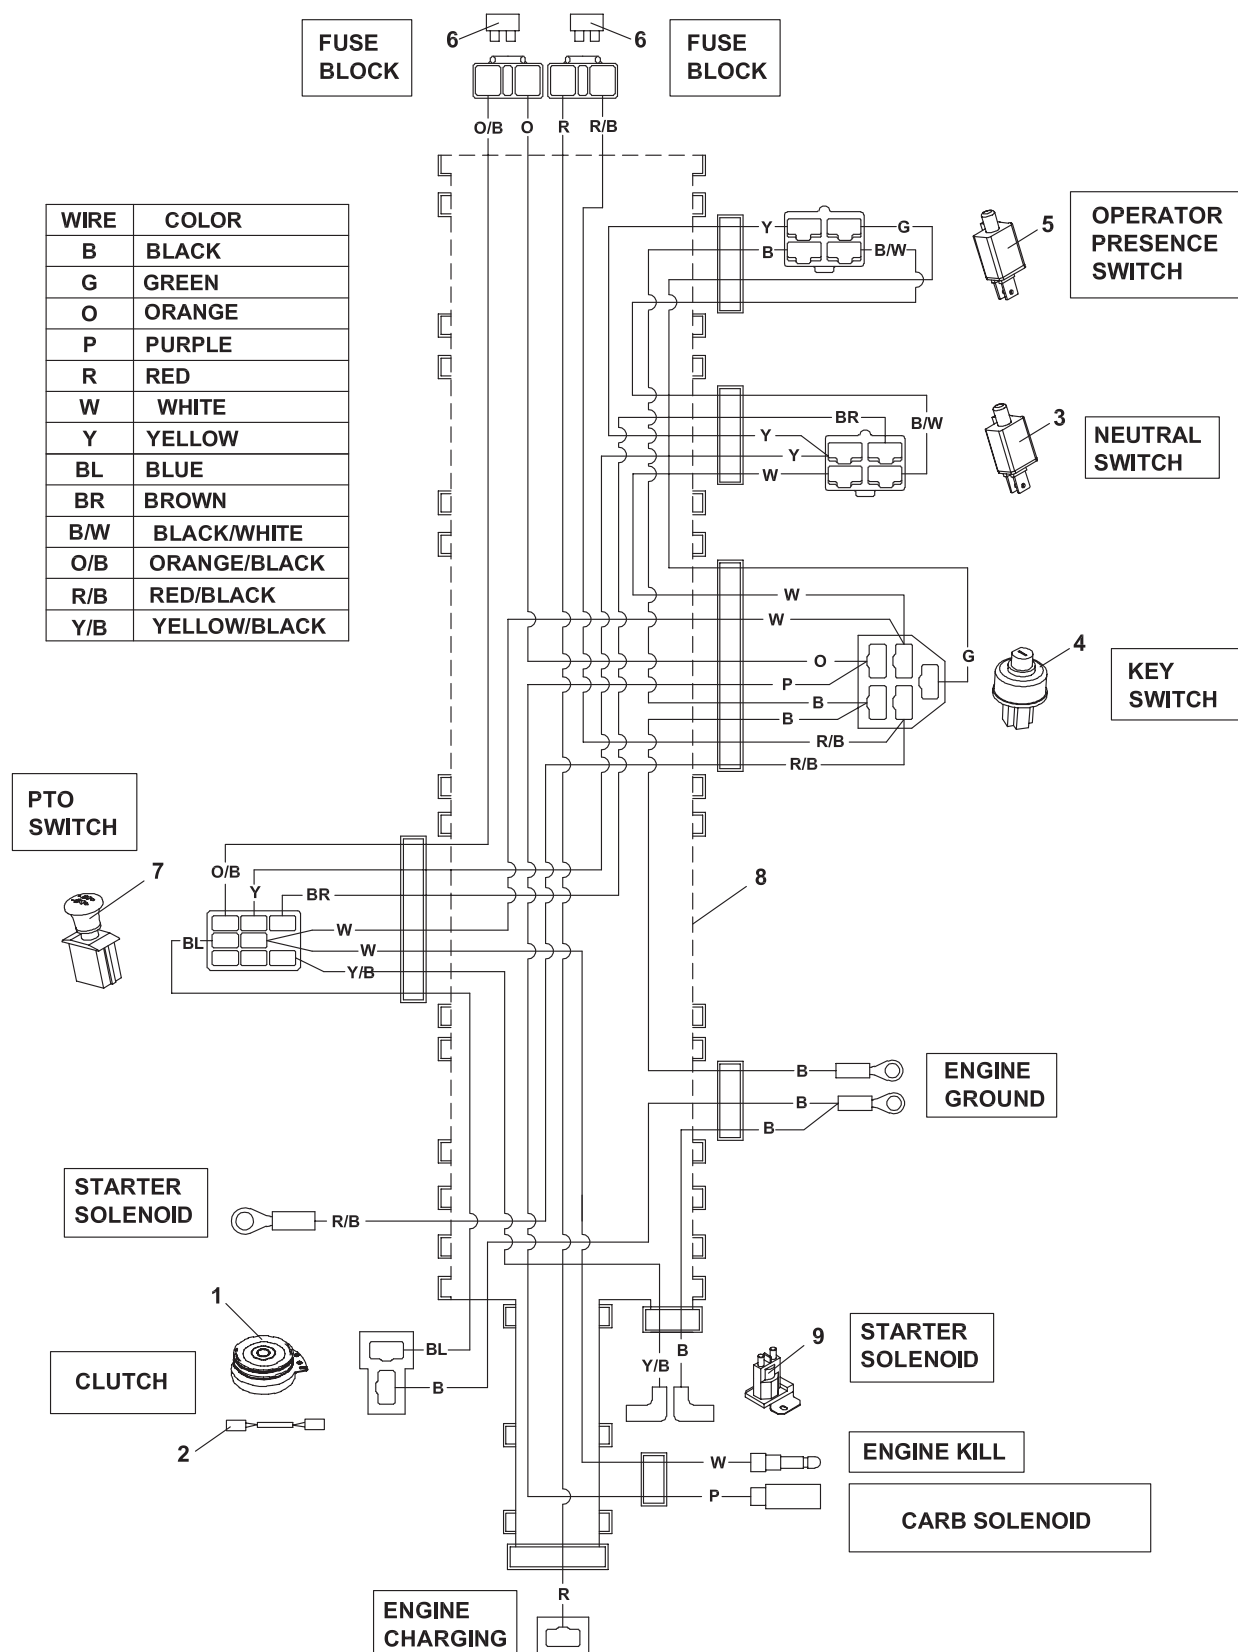 FUSE
BLOCK
6
6
FUSE
BLOCK
O/B
O
R
R/B
WIRE COLOR
B BLACK
G GREEN
O ORANGE
P PURPLE
R RED
W WHITE
Y YELLOW
BL BLUE
BR BROWN
B/W BLACK/WHITE
O/B ORANGE/BLACK
R/B RED/BLACK
Y/B YELLOW/BLACK
Y
G
B
B/W
5
OPERATOR
PRESENCE
SWITCH
BR
B/W
Y
Y
W
3
NEUTRAL
SWITCH
W
W
O
P
B
B
R/B
R/B
G
4
KEY
SWITCH
PTO
SWITCH
7
O/B
Y
BR
BL
W
W
Y/B
8
B
B
B
ENGINE
GROUND
STARTER
SOLENOID
R/B
1
CLUTCH
2
BL
B
Y/B
B
9
STARTER
SOLENOID
W
ENGINE KILL
P
CARB SOLENOID
R
ENGINE
CHARGING